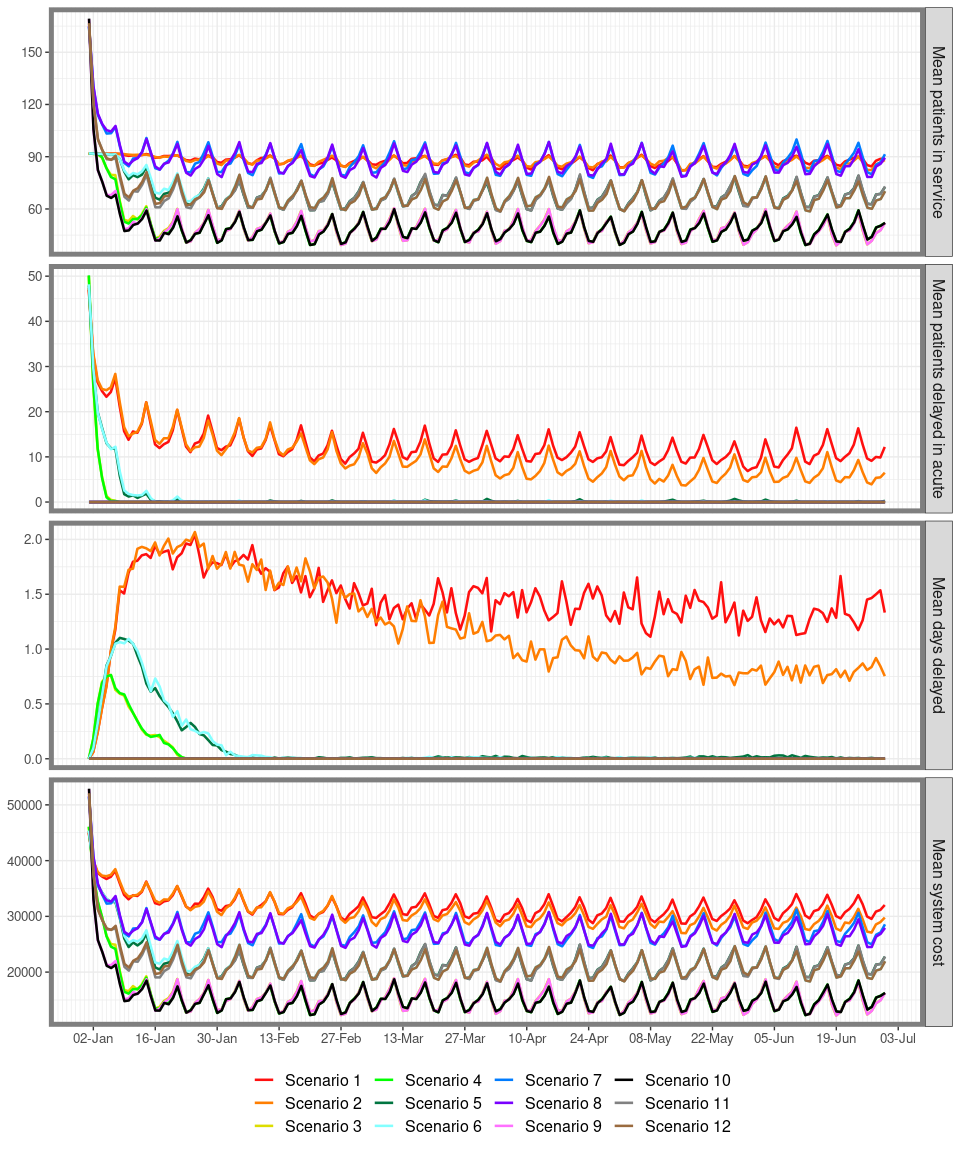 150
120
90
60
Mean patients in service
50
40
30
20
10
0
Mean patients delayed in acute
2.0
1.5
1.0
0.5
0.0
Mean days delayed
50000
40000
30000
20000
Mean system cost
02-Jan 16-Jan 30-Jan 13-Feb 27-Feb 13-Mar 27-Mar 10-Apr 24-Apr 08-May 22-May 05-Jun 19-Jun 03-Jul
Scenario 1 Scenario 4 Scenario 7 Scenario 10
Scenario 2 Scenario 5 Scenario 8 Scenario 11
Scenario 3 Scenario 6 Scenario 9 Scenario 12